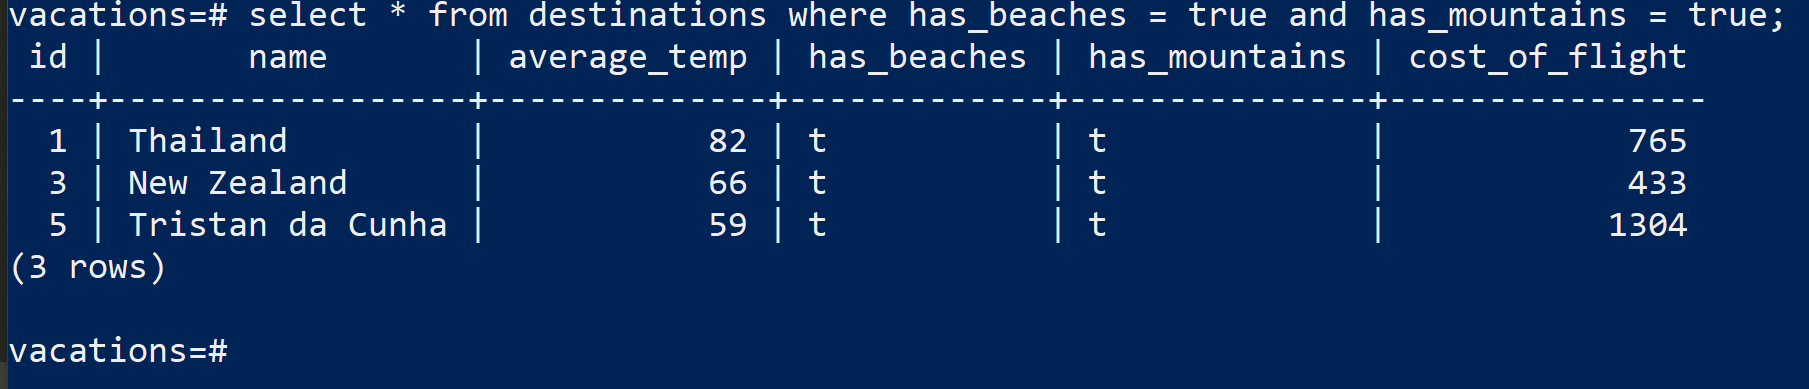 vacations=# select * from destinations where has_beaches = true and has_mountains = true;
 id |       name       | average_temp | has_beaches | has_mountains | cost_of_flight
----+------------------+--------------+-------------+---------------+----------------
  1 | Thailand         |           82 | t           | t             |            765
  3 | New Zealand      |           66 | t           | t             |            433
  5 | Tristan da Cunha |           59 | t           | t             |           1304
(3 rows)
vacations=#